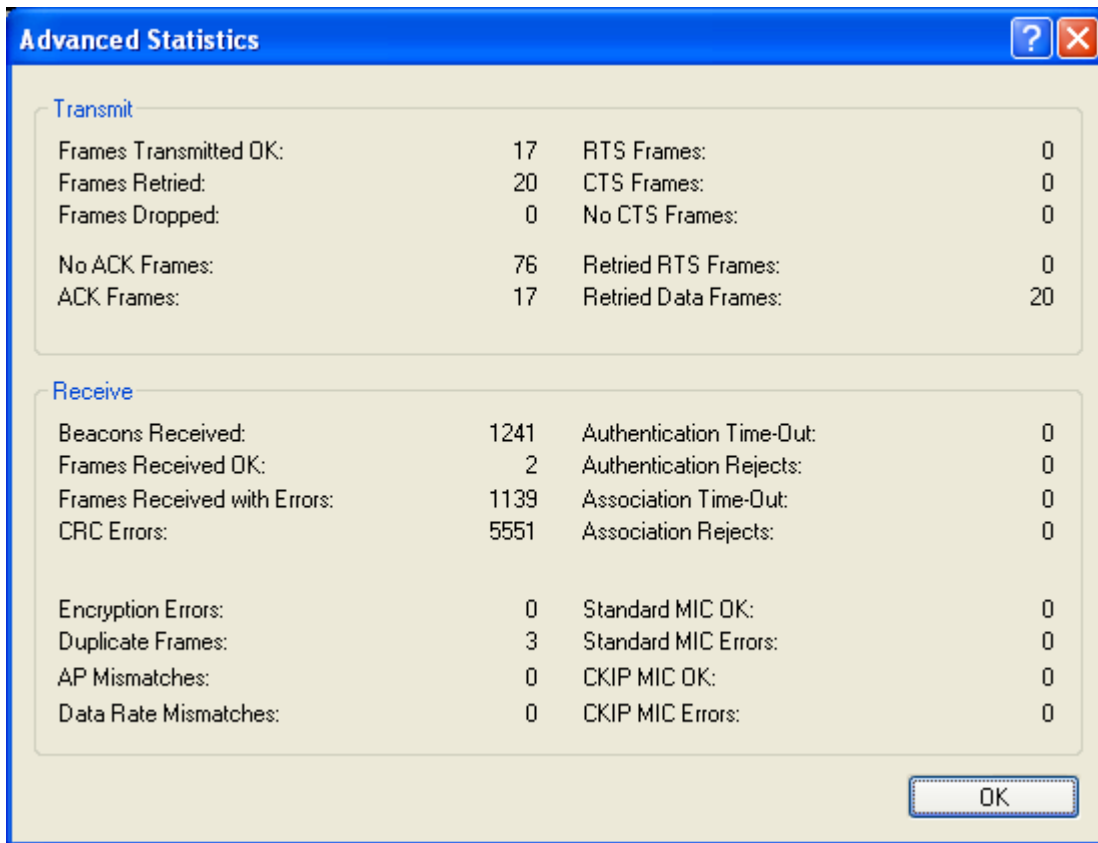 Advanced Statistics
Transmit
Frames Transmitted OK: 17 RTS Frames: 0
Frames Retried: 20 CTS Frames: 0
Frames Dropped: 0 No CTS Frames: 0
No ACK Frames: 76 Retried RTS Frames: 0
ACK Frames: 17 Retried Data Frames: 20
Receive
Beacons Received: 1241 Authentication Time-Out: 0
Frames Received OK: 2 Authentication Rejects: 0
Frames Received with Errors: 1139 Association Time-Out: 0
CRC Errors: 5551 Association Rejects: 0
Encryption Errors: 0 Standard MIC OK: 0
Duplicate Frames: 3 Standard MIC Errors: 0
AP Mismatches: 0 CKIP MIC OK: 0
Data Rate Mismatches: 0 CKIP MIC Errors: 0
OK